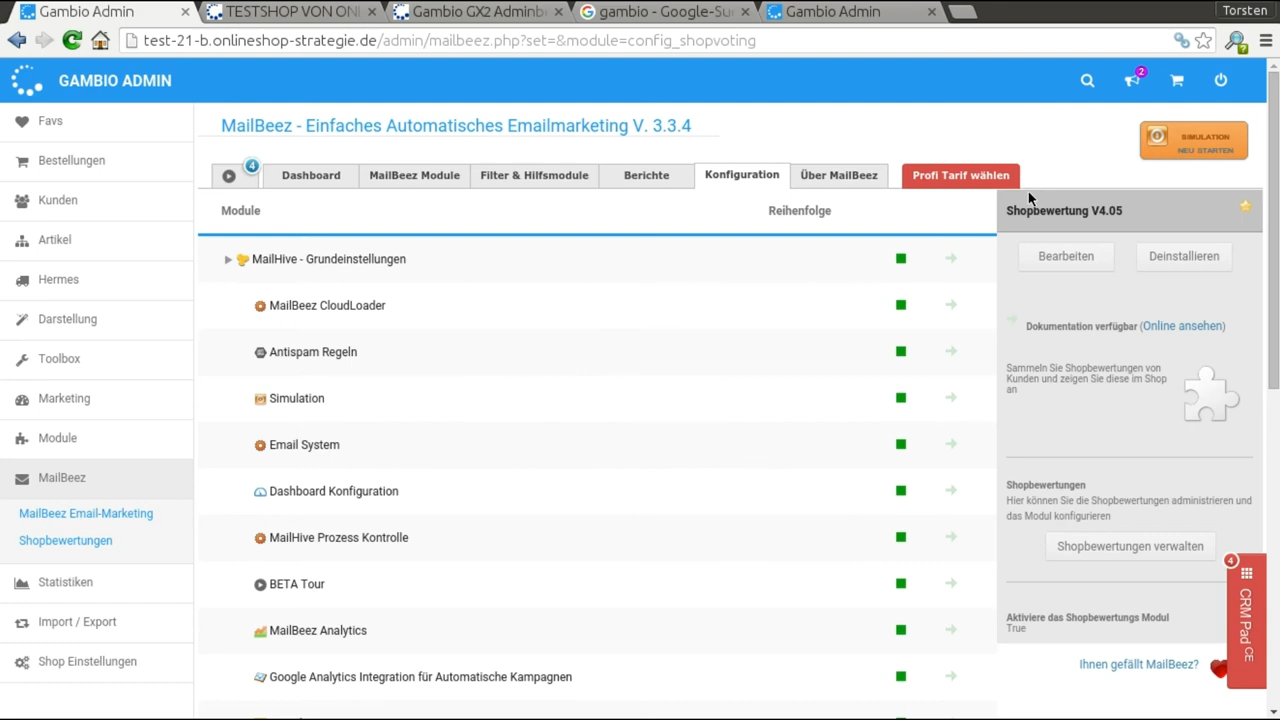 Gambio Admin
TESTSHOP VON ONL
Gambio GX2 Adminb
gambio - Google-Su
Gambio Admin
Torsten
test-21-b.onlineshop-strategie.de/admin/mailbeez.php?set=&module=config_shopvoting
GAMBIO ADMIN
2
Favs
Bestellungen
Kunden
Artikel
Hermes
Darstellung
Toolbox
Marketing
Module
MailBeez
MailBeez Email-Marketing
Shopbewertungen
Statistiken
Import / Export
Shop Einstellungen
MailBeez - Einfaches Automatisches Emailmarketing V. 3.3.4
SIMULATION
NEU STARTEN
4
Dashboard
MailBeez Module
Filter & Hilfsmodule
Berichte
Konfiguration
Über MailBeez
Profi Tarif wählen
Module
Reihenfolge
MailHive - Grundeinstellungen
MailBeez CloudLoader
Antispam Regeln
Simulation
Email System
Dashboard Konfiguration
MailHive Prozess Kontrolle
BETA Tour
MailBeez Analytics
Google Analytics Integration für Automatische Kampagnen
Shopbewertung V4.05
Bearbeiten
Deinstallieren
Dokumentation verfügbar (Online ansehen)
Sammeln Sie Shopbewertungen von
Kunden und zeigen Sie diese im Shop
an
Shopbewertungen
Hier können Sie die Shopbewertungen administrieren und
das Modul konfigurieren
Shopbewertungen verwalten
Aktiviere das Shopbewertungs Modul
True
Ihnen gefällt MailBeez?
4
CRM Pad CE